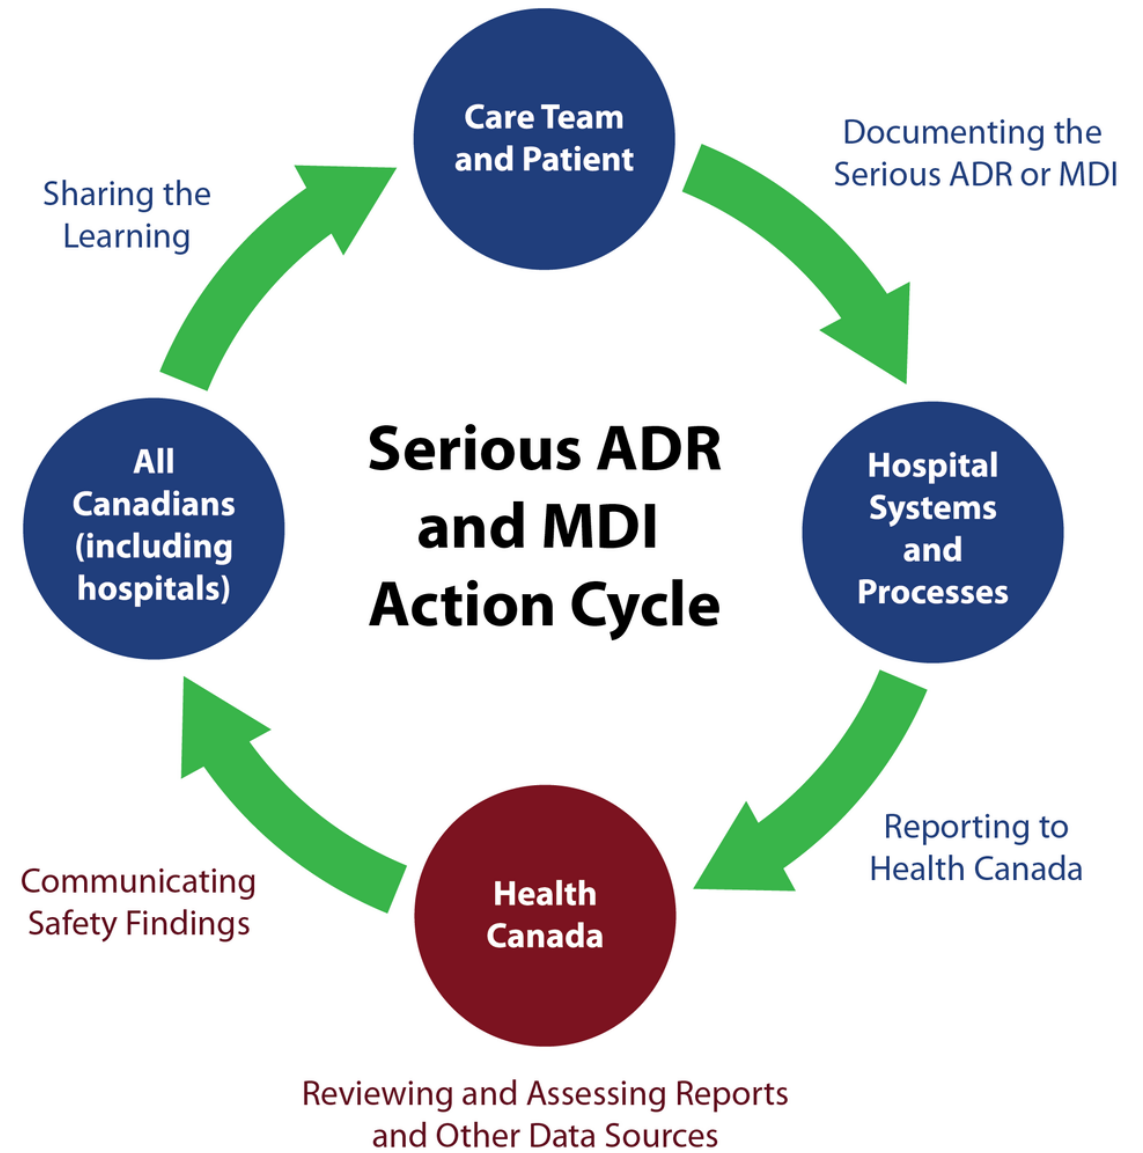 Care Team
and Patient
Documenting the
Serious ADR or MDI
Sharing the
Learning
Serious ADR
and MDI
Action Cycle
All
Canadians
(including
hospitals)
Hospital
Systems
and
Processes
Reporting to
Health Canada
Communicating
Safety Findings
Health
Canada
Reviewing and Assessing Reports
and Other Data Sources